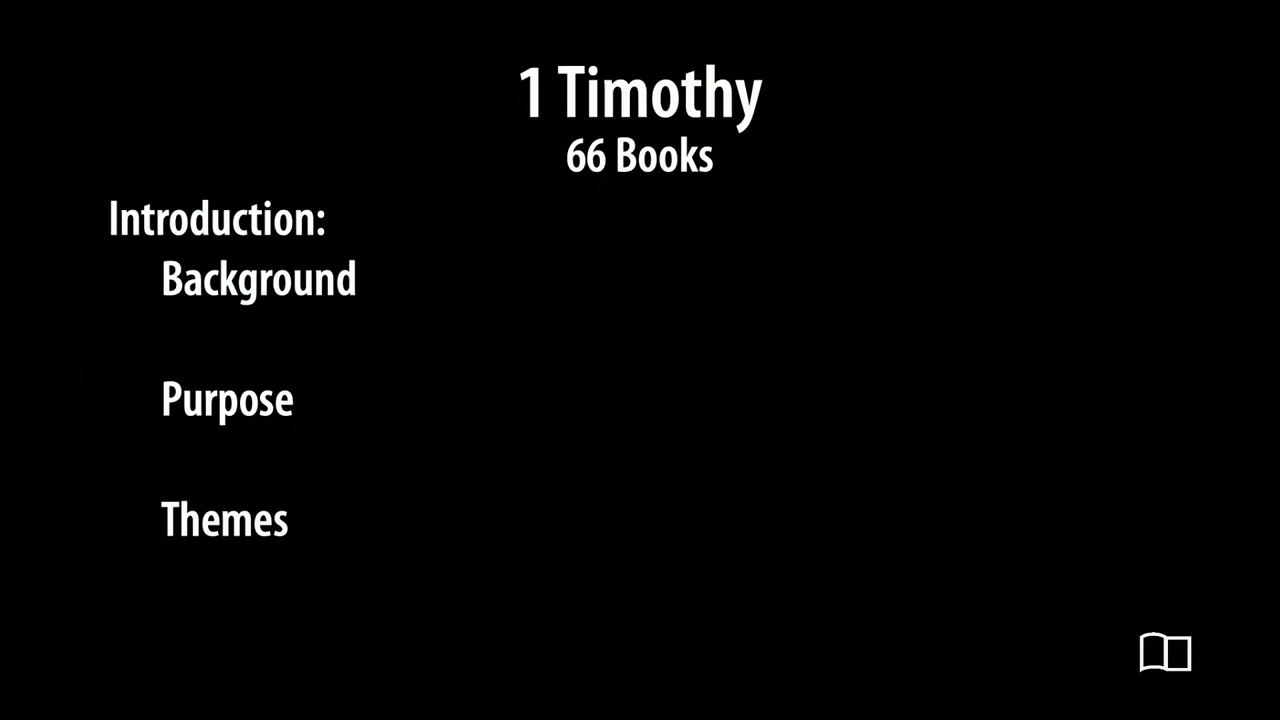 1 Timothy
66 Books
Introduction:
Background
Purpose
Themes